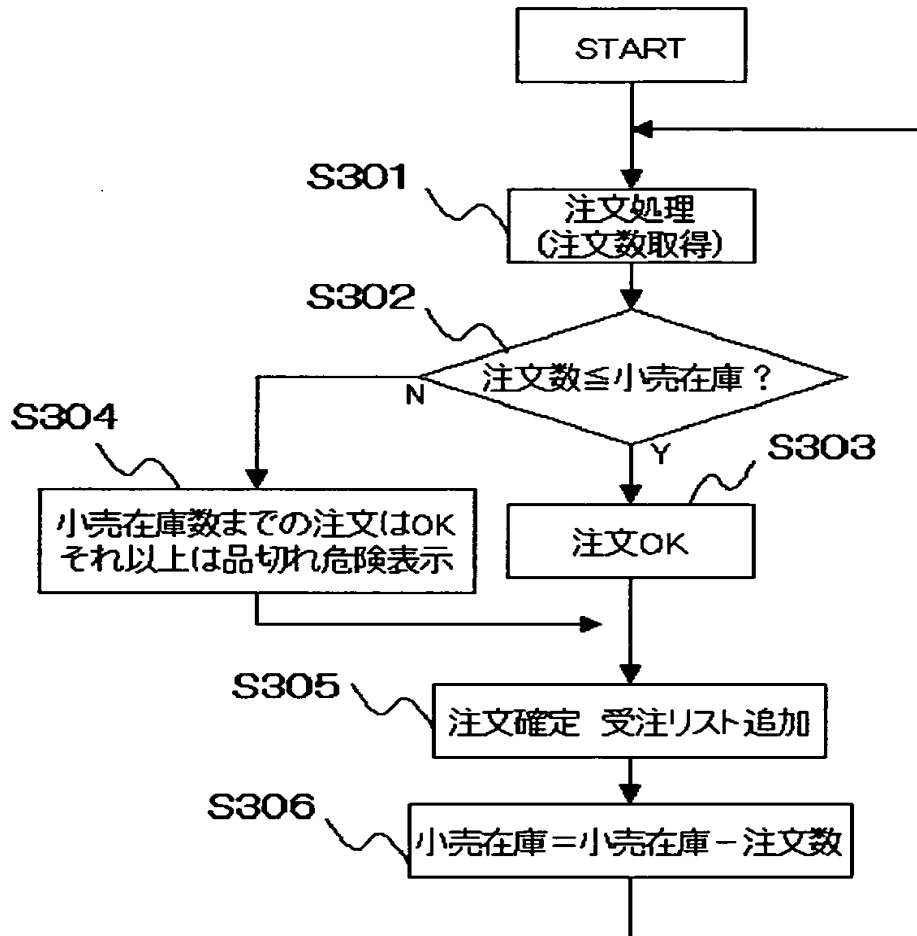 START
S301
注文処理
(注文数取得)
S302
注文数≦小売在庫?
N
Y
S304
S303
小売在庫数までの注文はOK
それ以上は品切れ危険表示
注文OK
S305
注文確定 受注リスト追加
S306
小売在庫=小売在庫-注文数